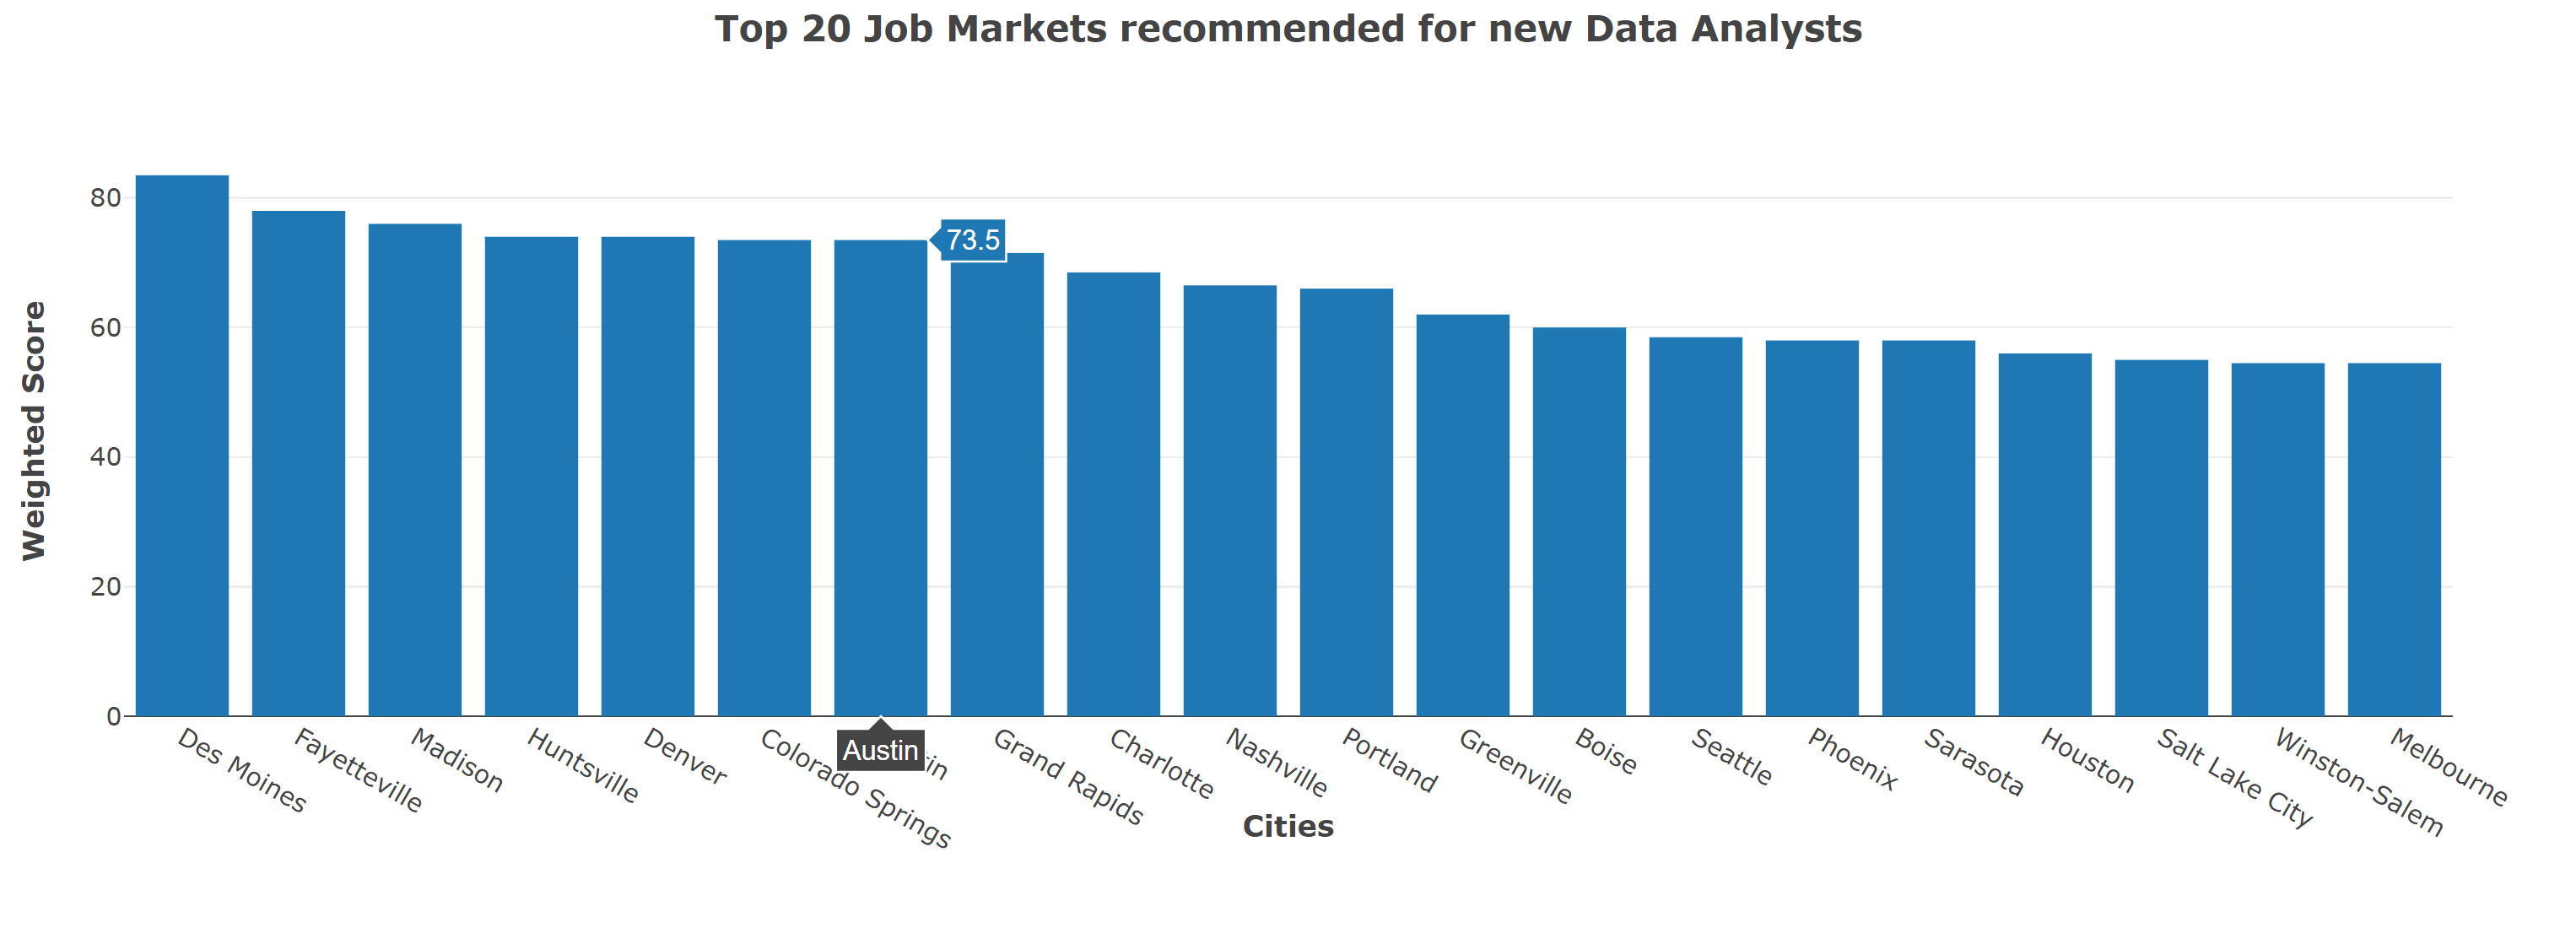 Top 20 Job Markets recommended for new Data Analysts
Weighted Score
80
60
40
20
0
73.5
Des Moines
Fayetteville
Madison
Huntsville
Denver
Colorado Springs
Austin
Grand Rapids
Charlotte
Nashville
Portland
Greenville
Boise
Seattle
Phoenix
Sarasota
Houston
Salt Lake City
Winston-Salem
Melbourne
Cities